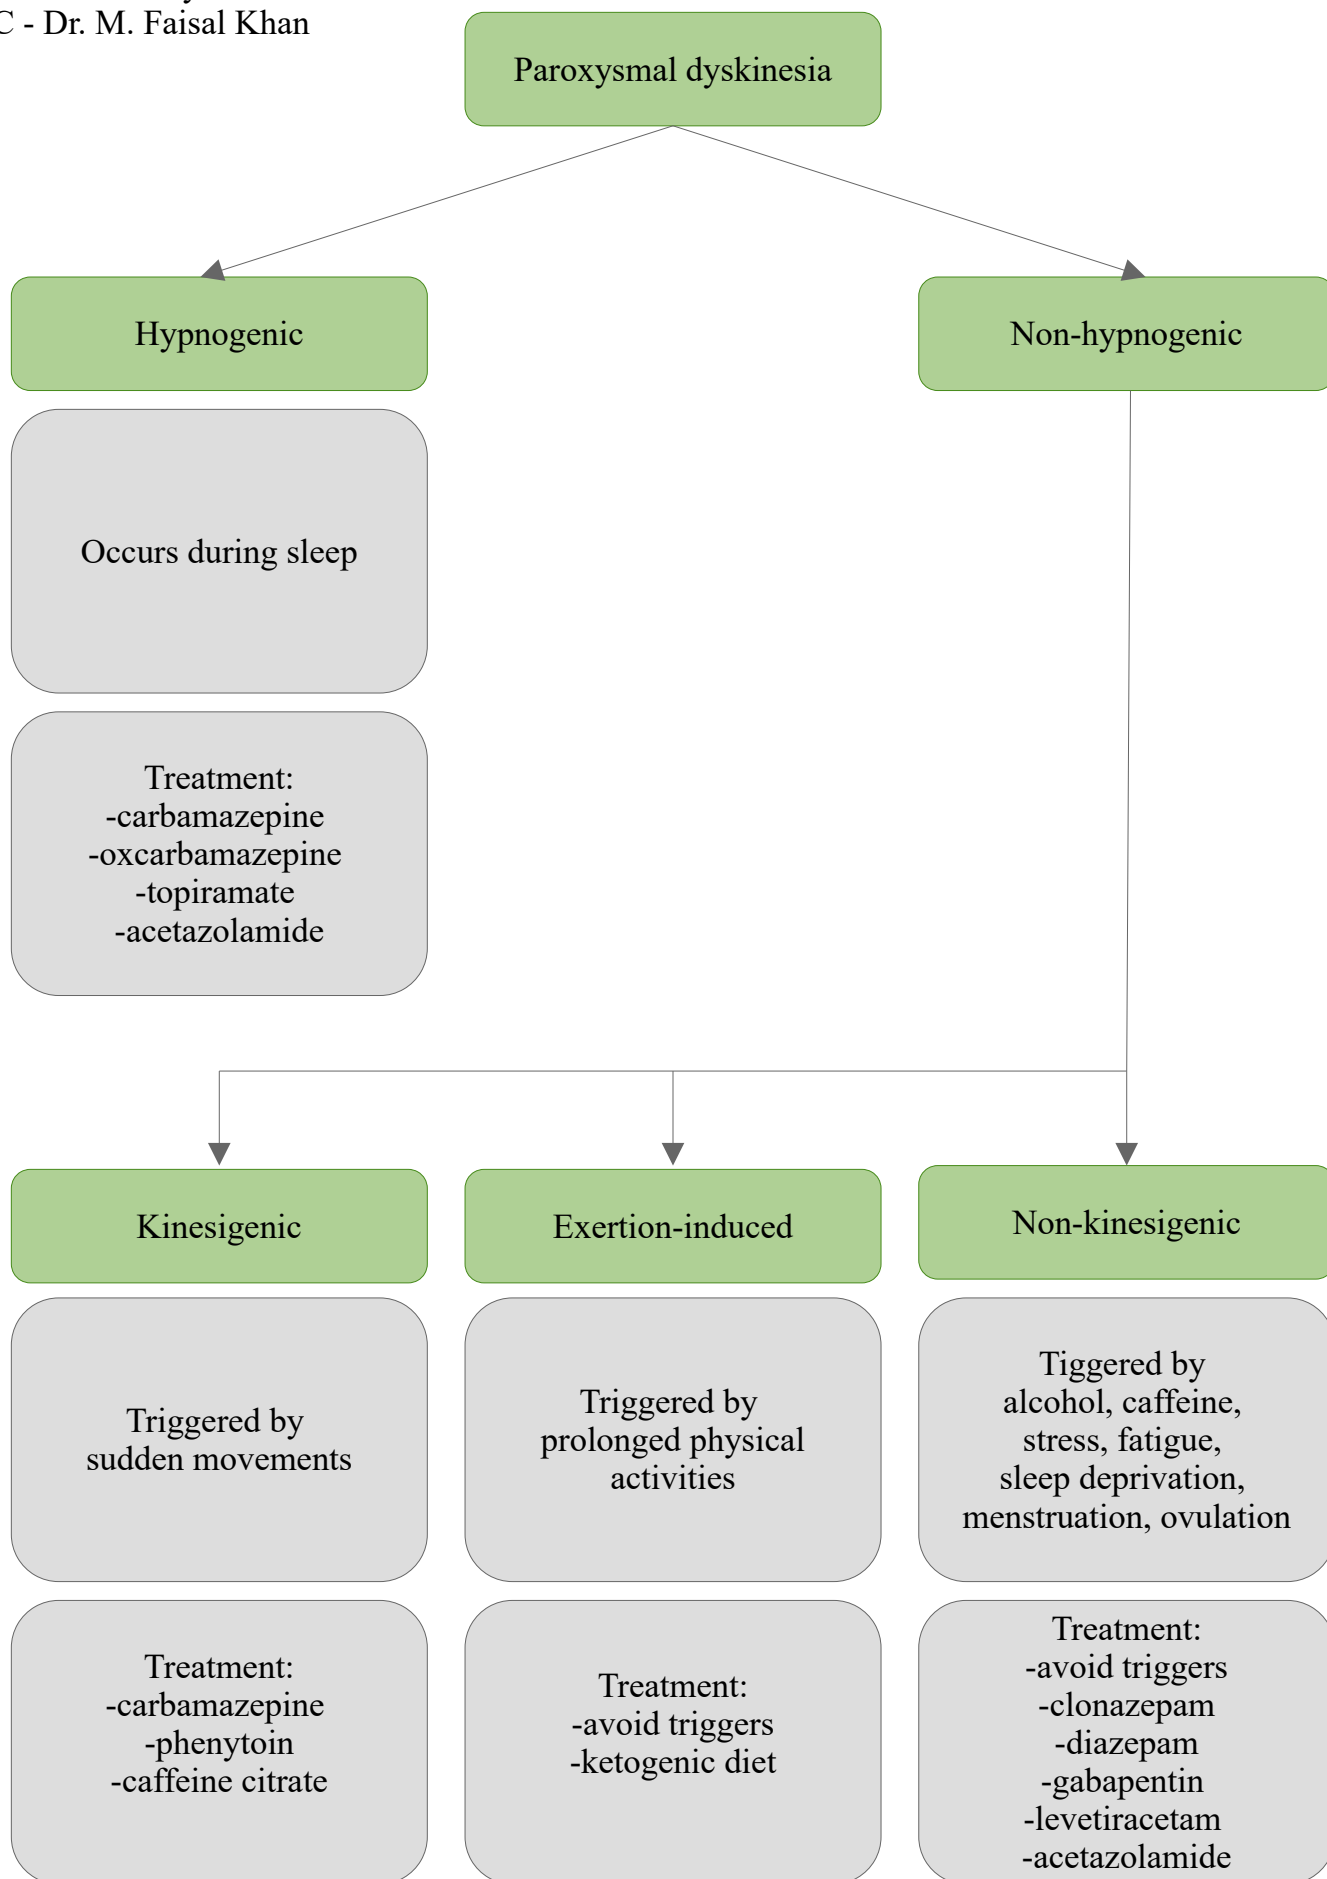 C - Dr. M. Faisal Khan
Paroxysmal dyskinesia
Hypnogenic
Non-hypnogenic
Occurs during sleep
Treatment:
-carbamazepine
-oxcarbamazepine
-topiramate
-acetazolamide
Kinesigenic
Exertion-induced
Non-kinesigenic
Triggered by
sudden movements
Triggered by
prolonged physical
activities
Tiggered by
alcohol, caffeine,
stress, fatigue,
sleep deprivation,
menstruation, ovulation
Treatment:
-carbamazepine
-phenytoin
-caffeine citrate
Treatment:
-avoid triggers
-ketogenic diet
Treatment:
-avoid triggers
-clonazepam
-diazepam
-gabapentin
-levetiracetam
-acetazolamide